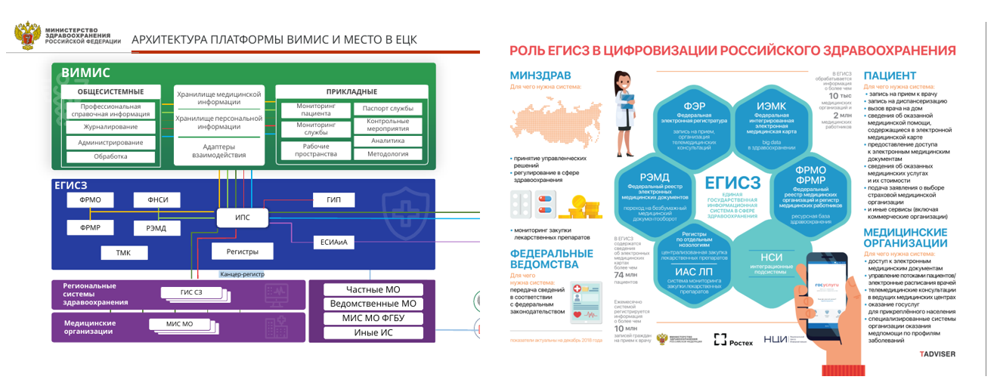 МИНИСТЕРСТВО
ЗДРАВООХРАНЕНИЯ
РОССИЙСКОЙ ФЕДЕРАЦИИ
АРХИТЕКТУРА ПЛАТФОРМЫ ВИМИС И МЕСТО В ЕЦК
ВИМИС
ОБЩЕСИСТЕМНЫЕ
Профессиональная
справочная информация
Журналирование
Администрирование
Обработка
Хранилище медицинской
информации
Хранилище персональной
информации
Адаптеры
взаимодействия
ПРИКЛАДНЫЕ
Мониторинг
пациента
Мониторинг
службы
Рабочие
пространства
Паспорт службы
Контрольные
мероприятия
Аналитика
Методология
ЕГИСЗ
ФРМО
ФНСИ
ГИП
ИПС
ФРМР
РЭМД
ЕСИАиА
ТМК
Регистры
Канцер-регистр
Региональные
системы
здравоохранения
ГИС СЗ
Медицинские
организации
МИС МО
Частные МО
Ведомственные МО
МИС МО ФГБУ
Иные ИС
РОЛЬ ЕГИСЗ В ЦИФРОВИЗАЦИИ РОССИЙСКОГО ЗДРАВООХРАНЕНИЯ
МИНЗДРАВ
Для чего нужна система:
• принятие управленческих
решений
• регулирование в сфере
здравоохранения
• мониторинг закупки
лекарственных препаратов
ФЕДЕРАЛЬНЫЕ
ВЕДОМСТВА
Для чего
нужна система:
передача сведений
в соответствии
с федеральным
законодательством
показатели актуальны на декабрь 2018 года
ФЭР
Федеральная
электронная регистратура
запись на прием,
организация
телемедицинских
консультаций
ИЭМК
Федеральная
интегрированная
электронная
медицинская карта
big data
в здравоохранении
РЭМД
Федеральный реестр
электронных
медицинских документов
переход на безбумажный
медицинский
документооборот
ЕГИСЗ
ЕДИНАЯ
ГОСУДАРСТВЕННАЯ
ИНФОРМАЦИОННАЯ
СИСТЕМА В СФЕРЕ
ЗДРАВООХРАНЕНИЯ
ФРМО
ФРМР
Федеральный
реестр медицинских
организаций и регистр
медицинских работников
ресурсная база
здравоохранения
Регистры
по отдельным
нозологиям
централизованная закупка
лекарственных препаратов
ИАС ЛП
система мониторинга
закупки лекарственных
препаратов
НСИ
интеграционные
подсистемы
В ЕГИСЗ
обрабатывается
информация
о более чем
10 тыс
медицинских
организаций и
2 млн
медицинских
работников
В ЕГИСЗ
содержатся
сведения
об электронных
медицинских
картах
более чем
74 млн
пациентов
Ежемесячно
системой
регистрируется
информация
о более чем
10 млн
записей граждан
на прием к врачу
МИНИСТЕРСТВО
ЗДРАВООХРАНЕНИЯ
РОССИЙСКОЙ ФЕДЕРАЦИИ
Ростех
НЦИ
госуслуги
ПАЦИЕНТ
Для чего нужна система:
• запись на прием к врачу
• запись на диспансеризацию
• вызов врача на дом
• сведения об оказанной
медицинской помощи,
содержащиеся в электронной
медицинской карте
• предоставление доступа
к электронным медицинским
документам
• сведения об оказанных
медицинских услугах
и их стоимости
• подача заявления о выборе
страховой медицинской
организации
• и иные сервисы (включая
коммерческие организации)
МЕДИЦИНСКИЕ
ОРГАНИЗАЦИИ
Для чего нужна система:
• доступ к электронным
медицинским документам
• управление потоками пациентов/
электронные расписания врачей
• телемедицинские консультации
в ведущих медицинских центрах
• оказание госуслуг
для прикреплённого населения
• специализированные системы
организации оказания
медпомощи по профилям
заболеваний
TADVISER